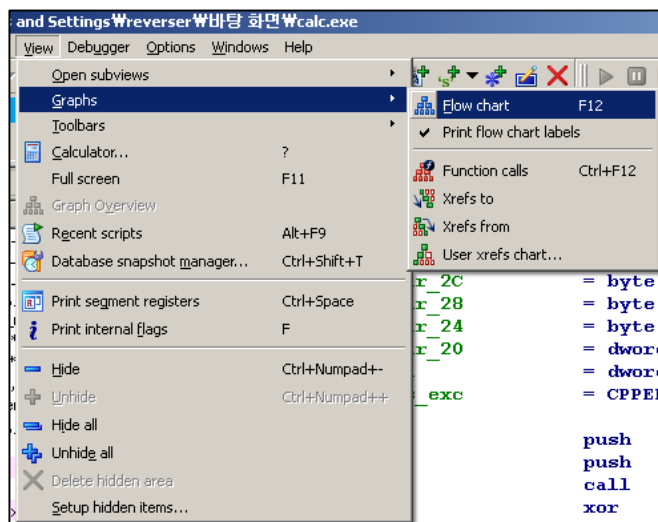 and Settings₩reverser₩바탕 화면₩calc.exe
View Debugger Options Windows Help
Open subviews
Graphs
Toolbars
Calculator... ?
Full screen F11
Graph Overview
Recent scripts Alt+F9
Database snapshot manager... Ctrl+Shift+T
Print segment registers Ctrl+Space
Print internal flags F
Hide Ctrl+Numpad+-
Unhide Ctrl+Numpad++
Hide all
Unhide all
Delete hidden area
Setup hidden items...
Flow chart F12
Print flow chart labels
Function calls Ctrl+F12
Xrefs to
Xrefs from
User xrefs chart...
r_2C = byte
r_28 = byte
r_24 = byte
r_20 = dword
= dword
_exc = CPPE
push
push
call
xor